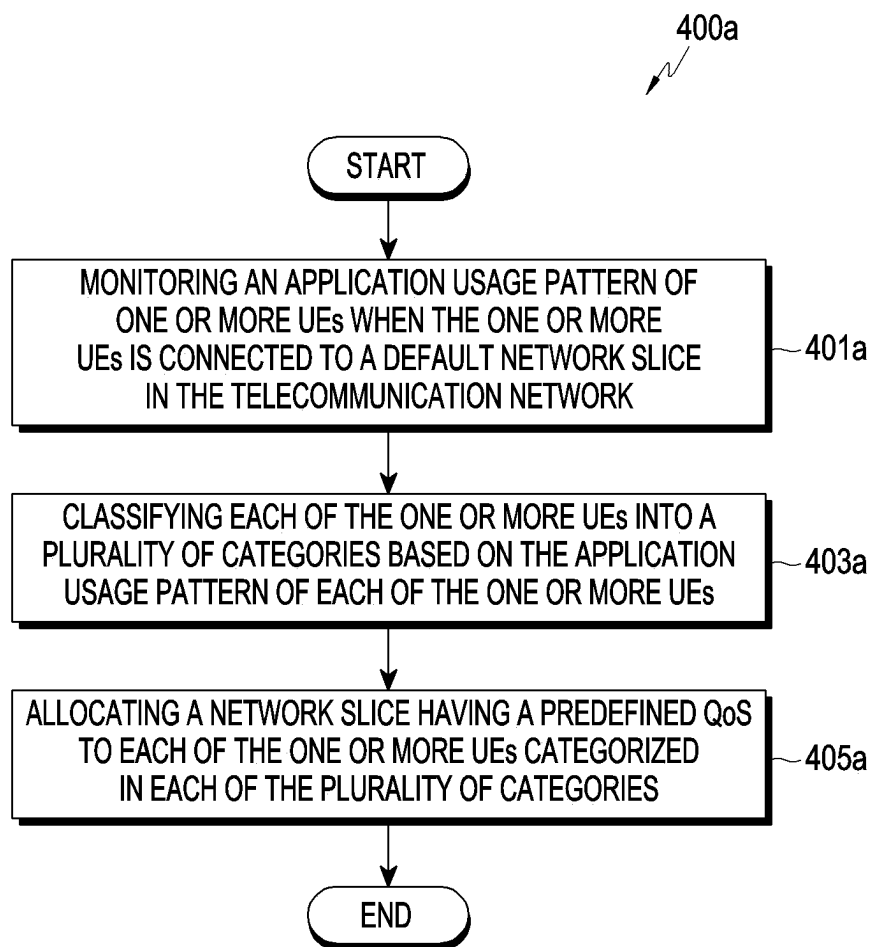 400a
START
MONITORING AN APPLICATION USAGE PATTERN OF
ONE OR MORE UEs WHEN THE ONE OR MORE
UEs IS CONNECTED TO A DEFAULT NETWORK SLICE
IN THE TELECOMMUNICATION NETWORK
401a
CLASSIFYING EACH OF THE ONE OR MORE UEs INTO A
PLURALITY OF CATEGORIES BASED ON THE APPLICATION
USAGE PATTERN OF EACH OF THE ONE OR MORE UEs
403a
ALLOCATING A NETWORK SLICE HAVING A PREDEFINED QoS
TO EACH OF THE ONE OR MORE UEs CATEGORIZED
IN EACH OF THE PLURALITY OF CATEGORIES
405a
END